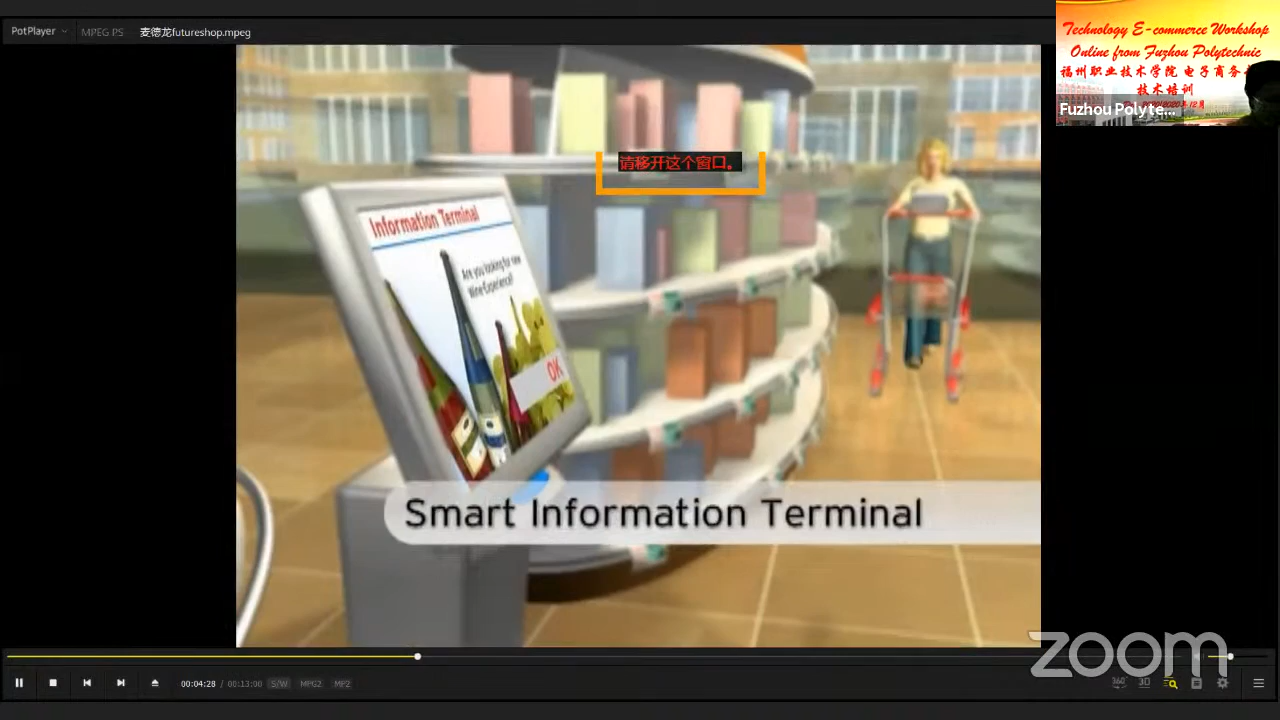 PotPlayer
MPEG PS
麦德龙futureshop.mpeg
Technology E-commerce Workshop
Online from Fuzhou Polytechnic
福州职业技术学院 电子商务
技术培训
Fuzhou Polyte...
请移开这个窗口。
Information Terminal
Are you looking for new
Wine-Experience?
OK
Smart Information Terminal
zoom
00:04:28 / 00:13:00 S/W MPEG2 MP2
360° 3D